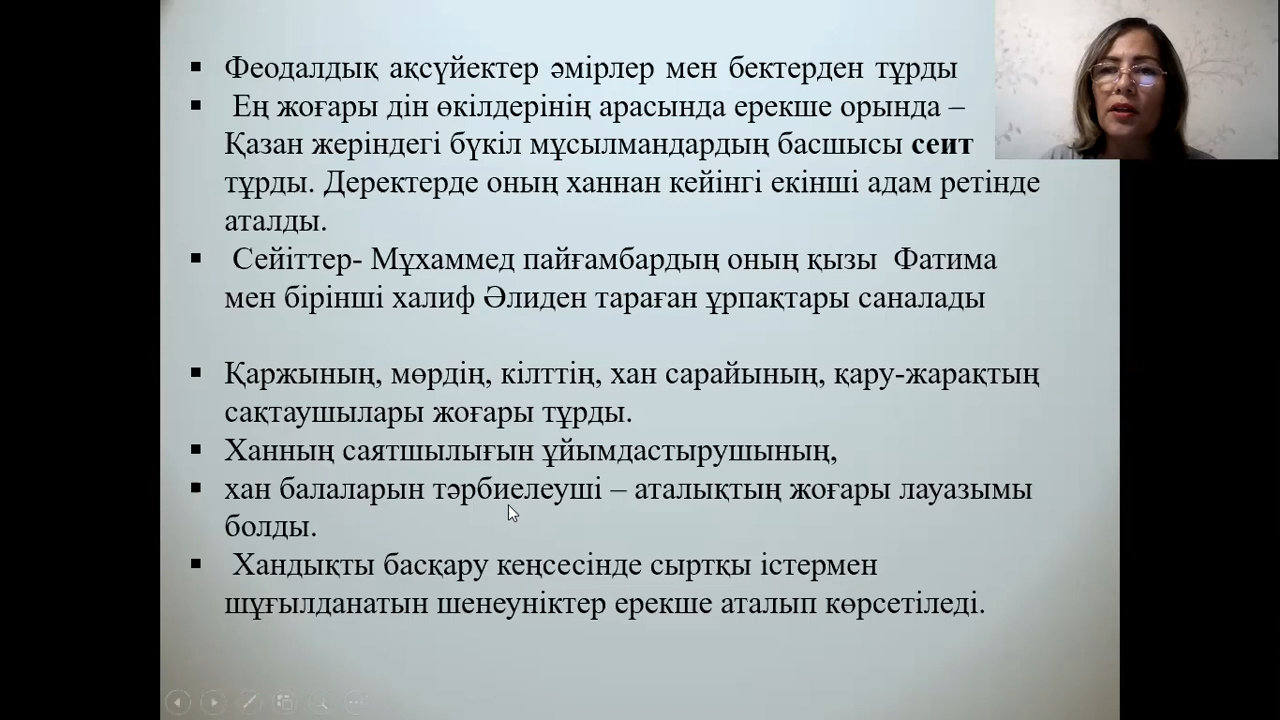 ▪ Феодалдық ақсүйектер әмірлер мен бектерден тұрды
▪ Ең жоғары дін өкілдерінің арасында ерекше орында –
Қазан жеріндегі бүкіл мұсылмандардың басшысы сеит
тұрды. Деректерде оның ханнан кейінгі екінші адам ретінде
аталды.
▪ Сейіттер- Мұхаммед пайғамбардың оның қызы Фатима
мен бірінші халиф Әлиден тараған ұрпақтары саналады
▪ Қаржының, мөрдің, кілттің, хан сарайының, қару-жарақтың
сақтаушылары жоғары тұрды.
▪ Ханның саятшылығын ұйымдастырушының,
▪ хан балаларын тәрбиелеуші – аталықтың жоғары лауазымы
болды.
▪ Хандықты басқару кеңсесінде сыртқы істермен
шұғылданатын шенеуніктер ерекше аталып көрсетіледі.